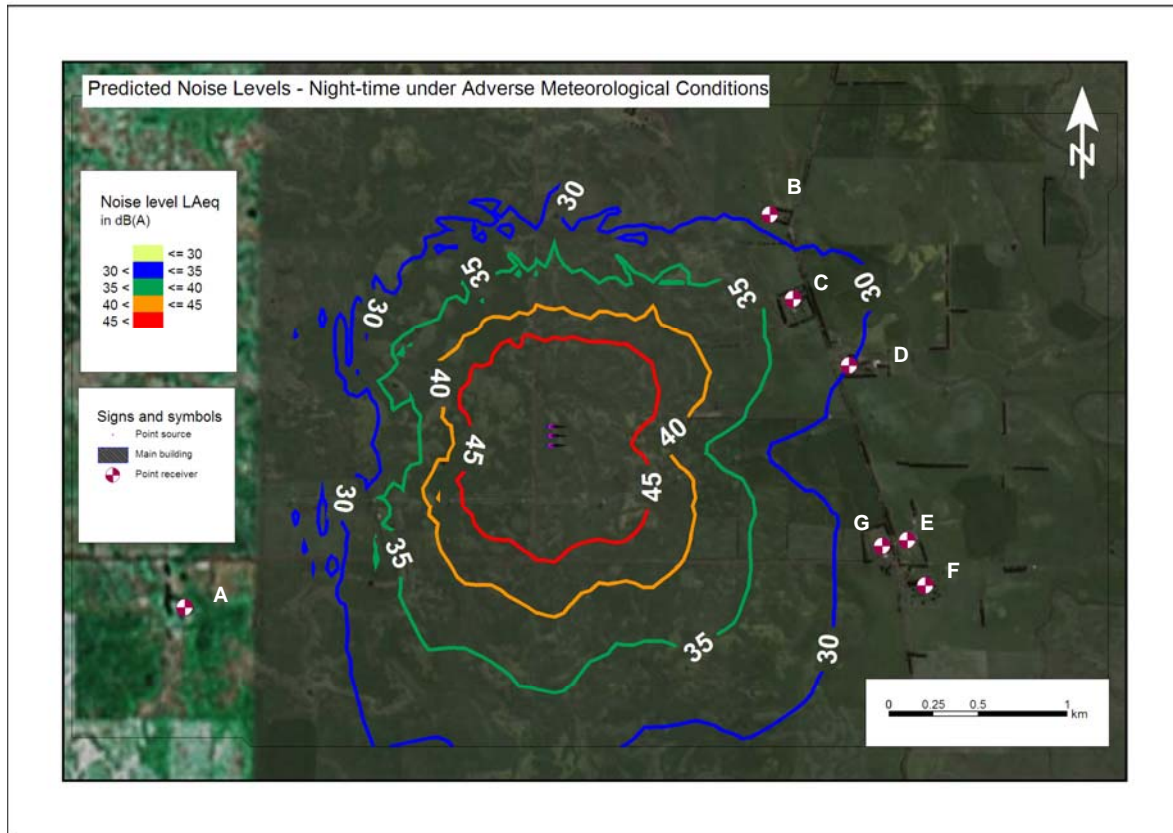 Predicted Noise Levels - Night-time under Adverse Meteorological Conditions
N
Noise level LAeq
in dB(A)
<= 30
30 < <= 35
35 < <= 40
40 < <= 45
45 <
Signs and symbols
Point source
Main building
Point receiver
30
B
35
35
C
30
30
D
40
40
45
45
30
35
G
E
F
A
35
30
0 0.25 0.5 1
km